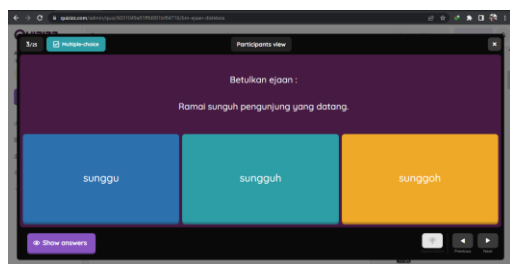 3/25
Multiple-choice
Participants view
Betulkan ejaan :
Ramai sunguh pengunjung yang datang.
sunggu
sungguh
sunggoh
Show answers
Previous
Next